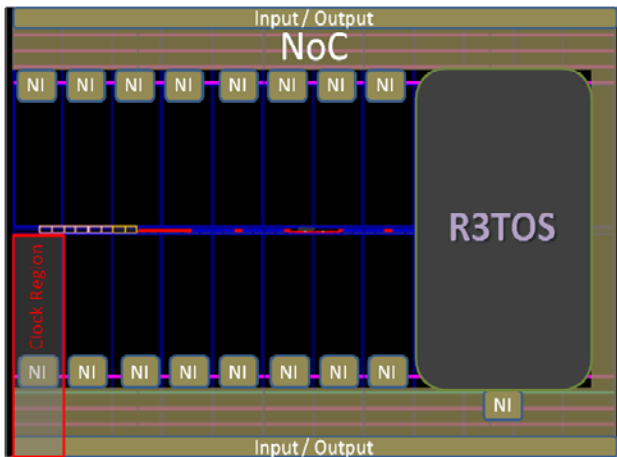 Input / Output
NoC
NI NI NI NI NI NI NI NI
R3TOS
Clock Region
NI NI NI NI NI NI NI NI
NI
Input / Output